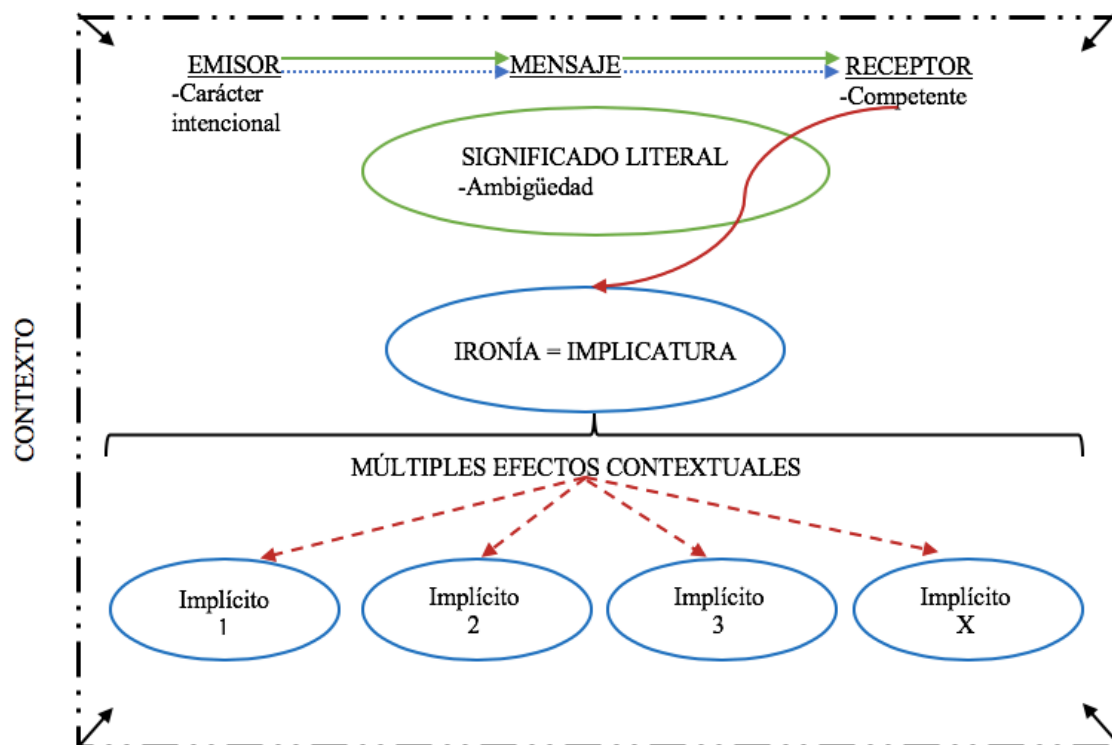 EMISOR
MENSAJE
RECEPTOR
-Carácter
intencional
-Competente
SIGNIFICADO LITERAL
-Ambigüedad
CONTEXTO
IRONÍA = IMPLICATURA
MÚLTIPLES EFECTOS CONTEXTUALES
Implícito
1
Implícito
2
Implícito
3
Implícito
X